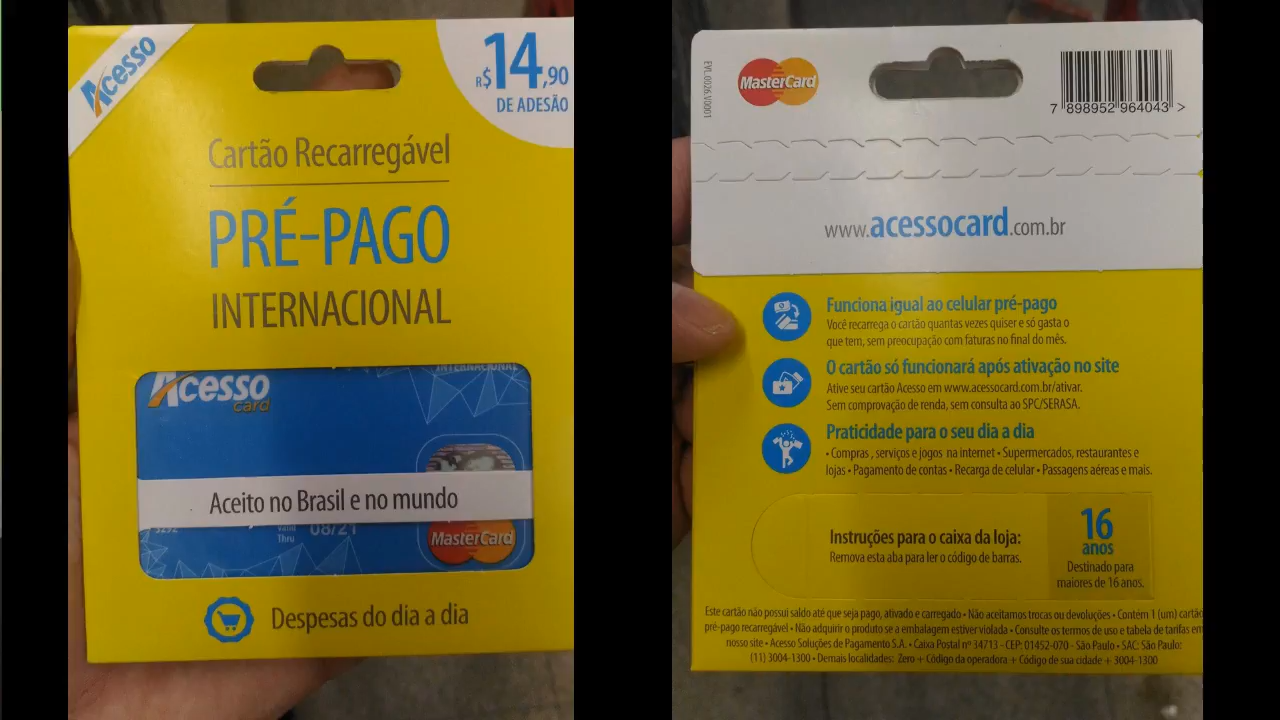 Acesso
R$14,90
DE ADESÃO
Cartão Recarregável
PRÉ-PAGO
INTERNACIONAL
INTERNACIONAL
Acesso
card
Aceito no Brasil e no mundo
Valid
Thru
08/21
MasterCard
Despesas do dia a dia
MasterCard
EVL.0026.V0001
7 898952 964043 >
www.acessocard.com.br
Funciona igual ao celular pré-pago
Você recarrega o cartão quantas vezes quiser e só gasta o
que tem, sem preocupação com faturas no final do mês.
O cartão só funcionará após ativação no site
Ative seu cartão Acesso em www.acessocard.com.br/ativar.
Sem comprovação de renda, sem consulta ao SPC/SERASA.
Praticidade para o seu dia a dia
• Compras , serviços e jogos na internet • Supermercados, restaurantes e
lojas • Pagamento de contas • Recarga de celular • Passagens aéreas e mais.
Instruções para o caixa da loja:
Remova esta aba para ler o código de barras.
16
anos
Destinado para
maiores de 16 anos.
Este cartão não possui saldo até que seja pago, ativado e carregado • Não aceitamos trocas ou devoluções • Contém 1 (um) cartão
pré-pago recarregável • Não adquirir o produto se a embalagem estiver violada • Consulte os termos de uso e tabela de tarifas em
nosso site • Acesso Soluções de Pagamento S.A. • Caixa Postal nº 34713 - CEP: 01452-070 - São Paulo • SAC: São Paulo:
(11) 3004-1300 • Demais localidades: Zero + Código da operadora + Código de sua cidade + 3004-1300